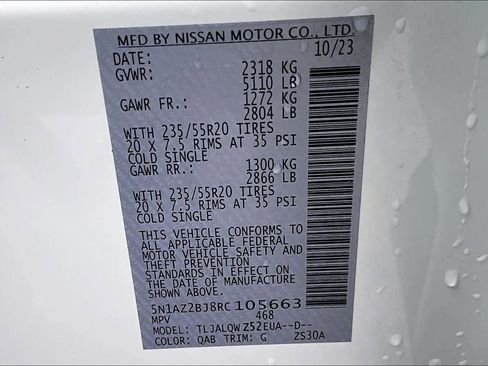 MFD BY NISSAN MOTOR CO., LTD.
DATE: 10/23
GVWR: 2318 KG
5110 LB
GAWR FR.: 1272 KG
2804 LB
WITH 235/55R20 TIRES
20 X 7.5 RIMS AT 35 PSI
COLD SINGLE
GAWR RR.: 1300 KG
2866 LB
WITH 235/55R20 TIRES
20 X 7.5 RIMS AT 35 PSI
COLD SINGLE
THIS VEHICLE CONFORMS TO
ALL APPLICABLE FEDERAL
MOTOR VEHICLE SAFETY AND
THEFT PREVENTION
STANDARDS IN EFFECT ON
THE DATE OF MANUFACTURE.
5N1AZ2BJ8RC105663
MPV 468
MODEL: TLJALQWZ52EUA--D--
COLOR: QAB TRIM: G ZS30A